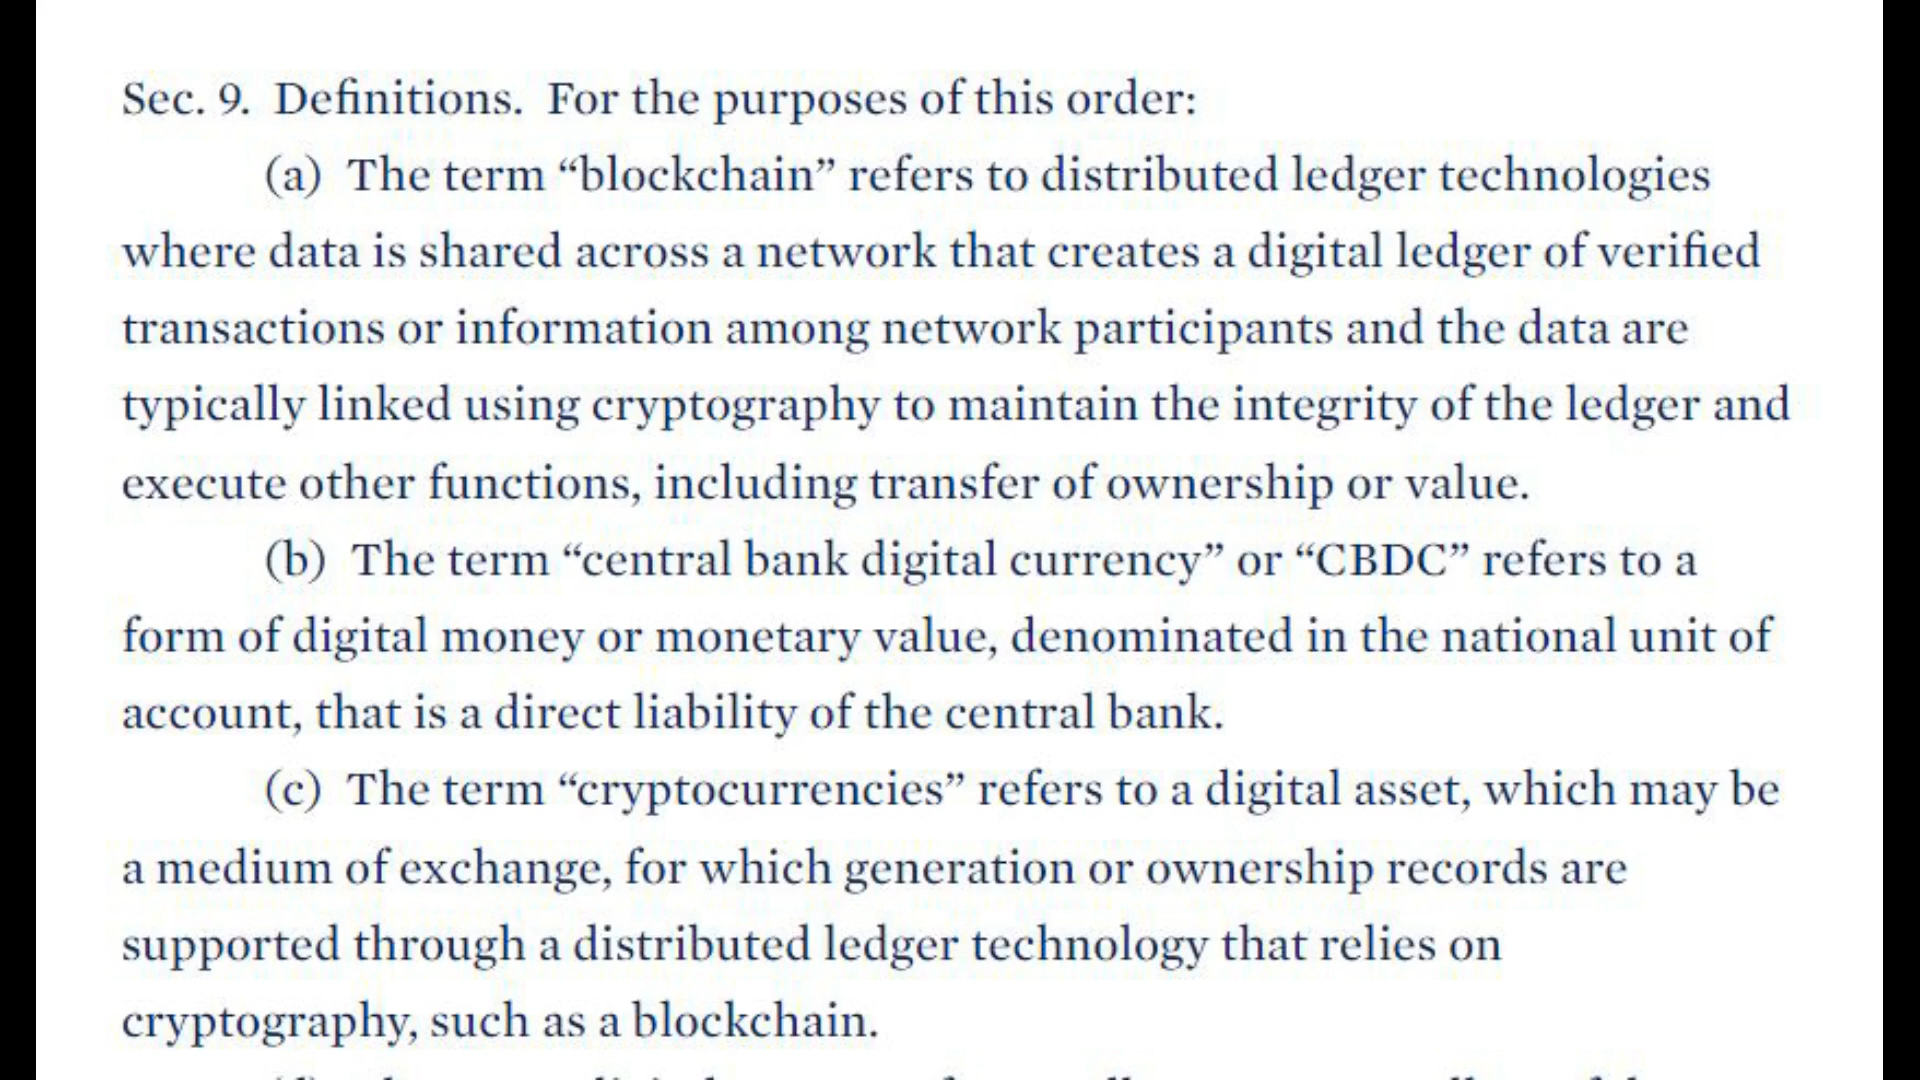 Sec. 9.  Definitions.  For the purposes of this order:
(a)  The term “blockchain” refers to distributed ledger technologies
where data is shared across a network that creates a digital ledger of verified
transactions or information among network participants and the data are
typically linked using cryptography to maintain the integrity of the ledger and
execute other functions, including transfer of ownership or value.
(b)  The term “central bank digital currency” or “CBDC” refers to a
form of digital money or monetary value, denominated in the national unit of
account, that is a direct liability of the central bank.
(c)  The term “cryptocurrencies” refers to a digital asset, which may be
a medium of exchange, for which generation or ownership records are
supported through a distributed ledger technology that relies on
cryptography, such as a blockchain.